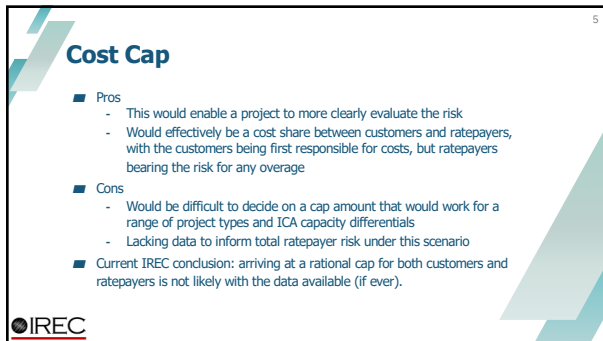 5
Cost Cap
Pros
- This would enable a project to more clearly evaluate the risk
- Would effectively be a cost share between customers and ratepayers,
with the customers being first responsible for costs, but ratepayers
bearing the risk for any overage
Cons
- Would be difficult to decide on a cap amount that would work for a
range of project types and ICA capacity differentials
- Lacking data to inform total ratepayer risk under this scenario
Current IREC conclusion: arriving at a rational cap for both customers and
ratepayers is not likely with the data available (if ever).
IREC